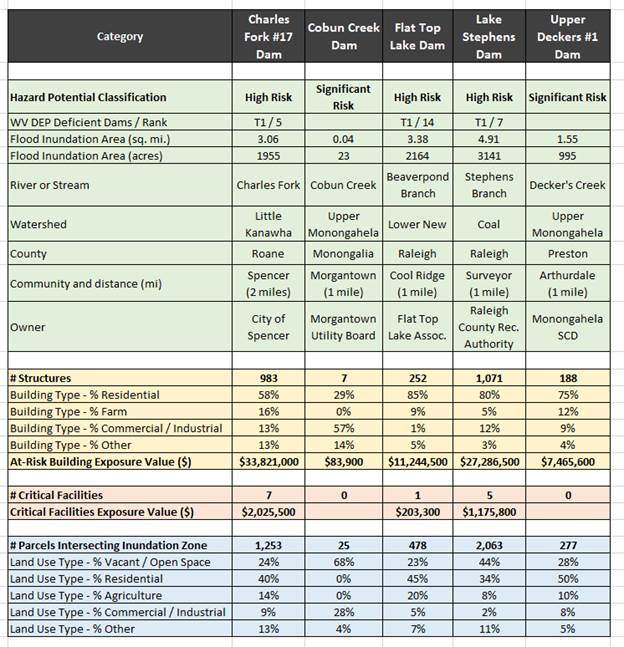 Category Charles Fork #17 Dam Cobun Creek Dam Flat Top Lake Dam Lake Stephens Dam Upper Deckers #1 Dam
Hazard Potential Classification High Risk Significant Risk High Risk High Risk Significant Risk
WV DEP Deficient Dams / Rank T1 / 5 T1 / 14 T1 / 7
Flood Inundation Area (sq. mi.) 3.06 0.04 3.38 4.91 1.55
Flood Inundation Area (acres) 1955 23 2164 3141 995
River or Stream Charles Fork Cobun Creek Beaverpond Branch Stephens Branch Decker's Creek
Watershed Little Kanawha Upper Monongahela Lower New Coal Upper Monongahela
County Roane Monongalia Raleigh Raleigh Preston
Community and distance (mi) Spencer (2 miles) Morgantown (1 mile) Cool Ridge (1 mile) Surveyor (1 mile) Arthurdale (1 mile)
Owner City of Spencer Morgantown Utility Board Flat Top Lake Assoc. Raleigh County Rec. Authority Monongahela SCD
# Structures 983 7 252 1,071 188
Building Type - % Residential 58% 29% 85% 80% 75%
Building Type - % Farm 16% 0% 9% 5% 12%
Building Type - % Commercial / Industrial 13% 57% 1% 12% 9%
Building Type - % Other 13% 14% 5% 3% 4%
At-Risk Building Exposure Value ($) $33,821,000 $83,900 $11,244,500 $27,286,500 $7,465,600
# Critical Facilities 7 0 1 5 0
Critical Facilities Exposure Value ($) $2,025,500 $203,300 $1,175,800
# Parcels Intersecting Inundation Zone 1,253 25 478 2,063 277
Land Use Type - % Vacant / Open Space 24% 68% 23% 44% 28%
Land Use Type - % Residential 40% 0% 45% 34% 50%
Land Use Type - % Agriculture 14% 0% 20% 8% 10%
Land Use Type - % Commercial / Industrial 9% 28% 5% 2% 8%
Land Use Type - % Other 13% 4% 7% 11% 5%